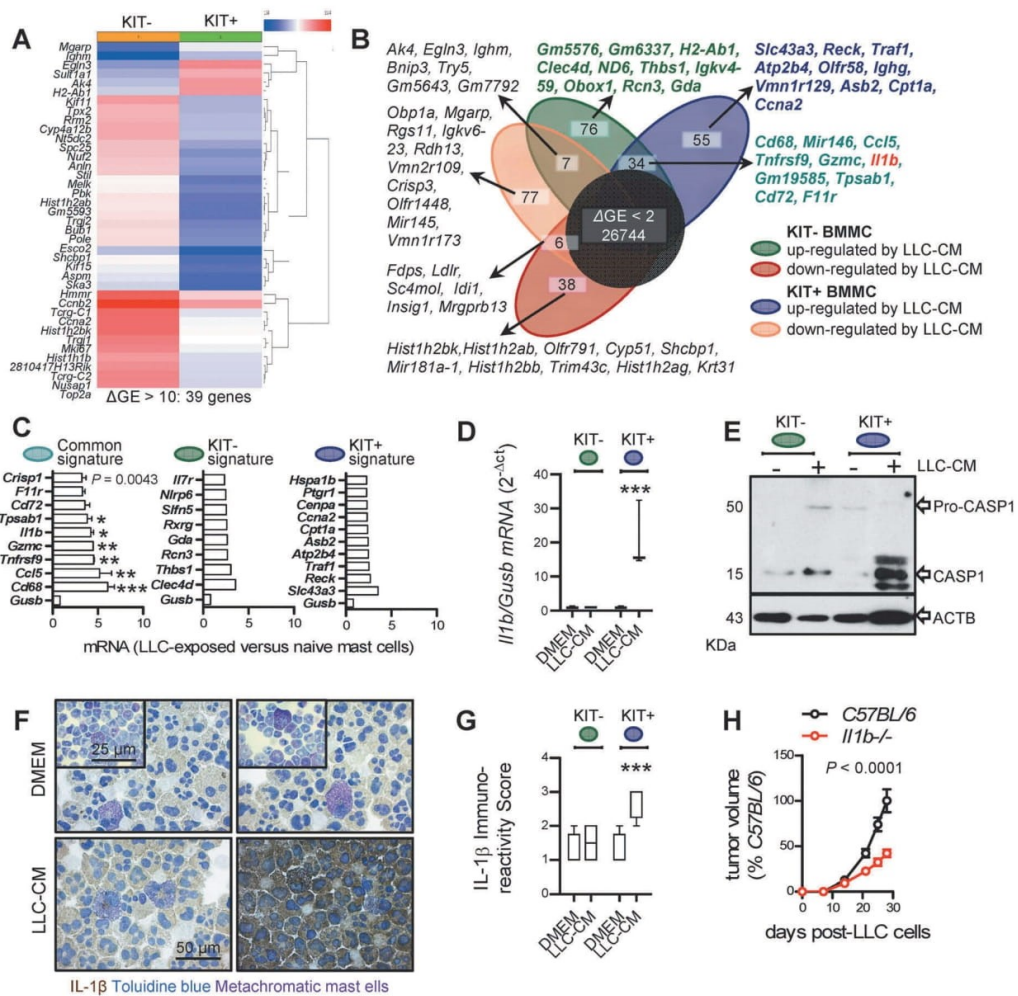 A
KIT- KIT+
Mgarp
Ighm
Egln3
Sult1a1
Ak4
H2-Ab1
Kif11
Tpx2
Rrm2
Cyp4a12b
Nt5dc2
Spc25
Nuf2
Anln
Stil
Melk
Pbk
Hist1h2ab
Gm5593
Trgj2
Bub1
Pole
Esco2
Shcbp1
Kif15
Aspm
Ska3
Hmmr
Ccnb2
Tcrg-C1
Ccna2
Hist1h2bk
Trgj1
Mki67
Hist1h1b
2810417H13Rik
Tcrg-C2
Nusap1
Top2a
ΔGE > 10: 39 genes
B
Ak4, Egln3, Ighm,
Bnip3, Try5,
Gm5643, Gm7792
Gm5576, Gm6337, H2-Ab1,
Clec4d, ND6, Thbs1, Igkv4-
59, Obox1, Rcn3, Gda
Slc43a3, Reck, Traf1,
Atp2b4, Olfr58, Ighg,
Vmn1r129, Asb2, Cpt1a,
Ccna2
Obp1a, Mgarp,
Rgs11, Igkv6-
23, Rdh13,
Vmn2r109,
Crisp3,
Olfr1448,
Mir145,
Vmn1r173
Cd68, Mir146, Ccl5,
Tnfrsf9, Gzmc, Il1b,
Gm19585, Tpsab1,
Cd72, F11r
76
55
7
34
77
ΔGE < 2
26744
6
38
Fdps, Ldlr,
Sc4mol, Idi1,
Insig1, Mrgprb13
Hist1h2bk,Hist1h2ab, Olfr791, Cyp51, Shcbp1,
Mir181a-1, Hist1h2bb, Trim43c, Hist1h2ag, Krt31
KIT- BMMC
up-regulated by LLC-CM
down-regulated by LLC-CM
KIT+ BMMC
up-regulated by LLC-CM
down-regulated by LLC-CM
C
Common
signature
Crisp1
F11r
Cd72
Tpsab1
Il1b
Gzmc
Tnfrsf9
Ccl5
Cd68
Gusb
P = 0.0043
*
*
**
**
**
***
0 5 10
KIT-
signature
Il7r
Nlrp6
Slfn5
Rxrg
Gda
Rcn3
Thbs1
Clec4d
Gusb
0 5 10
KIT+
signature
Hspa1b
Ptgr1
Cenpa
Ccna2
Cpt1a
Asb2
Atp2b4
Traf1
Reck
Slc43a3
Gusb
0 5 10
mRNA (LLC-exposed versus naive mast cells)
D
KIT- KIT+
Il1b/Gusb mRNA (2-Δct)
40
30
20
10
0
***
DMEM
LLC-CM
DMEM
LLC-CM
E
KIT- KIT+
- + - + LLC-CM
50 Pro-CASP1
15 CASP1
43 ACTB
KDa
F
DMEM
25 µm
LLC-CM
50 µm
IL-1β Toluidine blue Metachromatic mast ells
G
KIT- KIT+
IL-1β Immuno-
reactivity Score
4
3
2
1
0
***
DMEM
LLC-CM
DMEM
LLC-CM
H
C57BL/6
Il1b-/-
P < 0.0001
tumor volume
(% C57BL/6)
150
100
50
0
0 10 20 30
days post-LLC cells